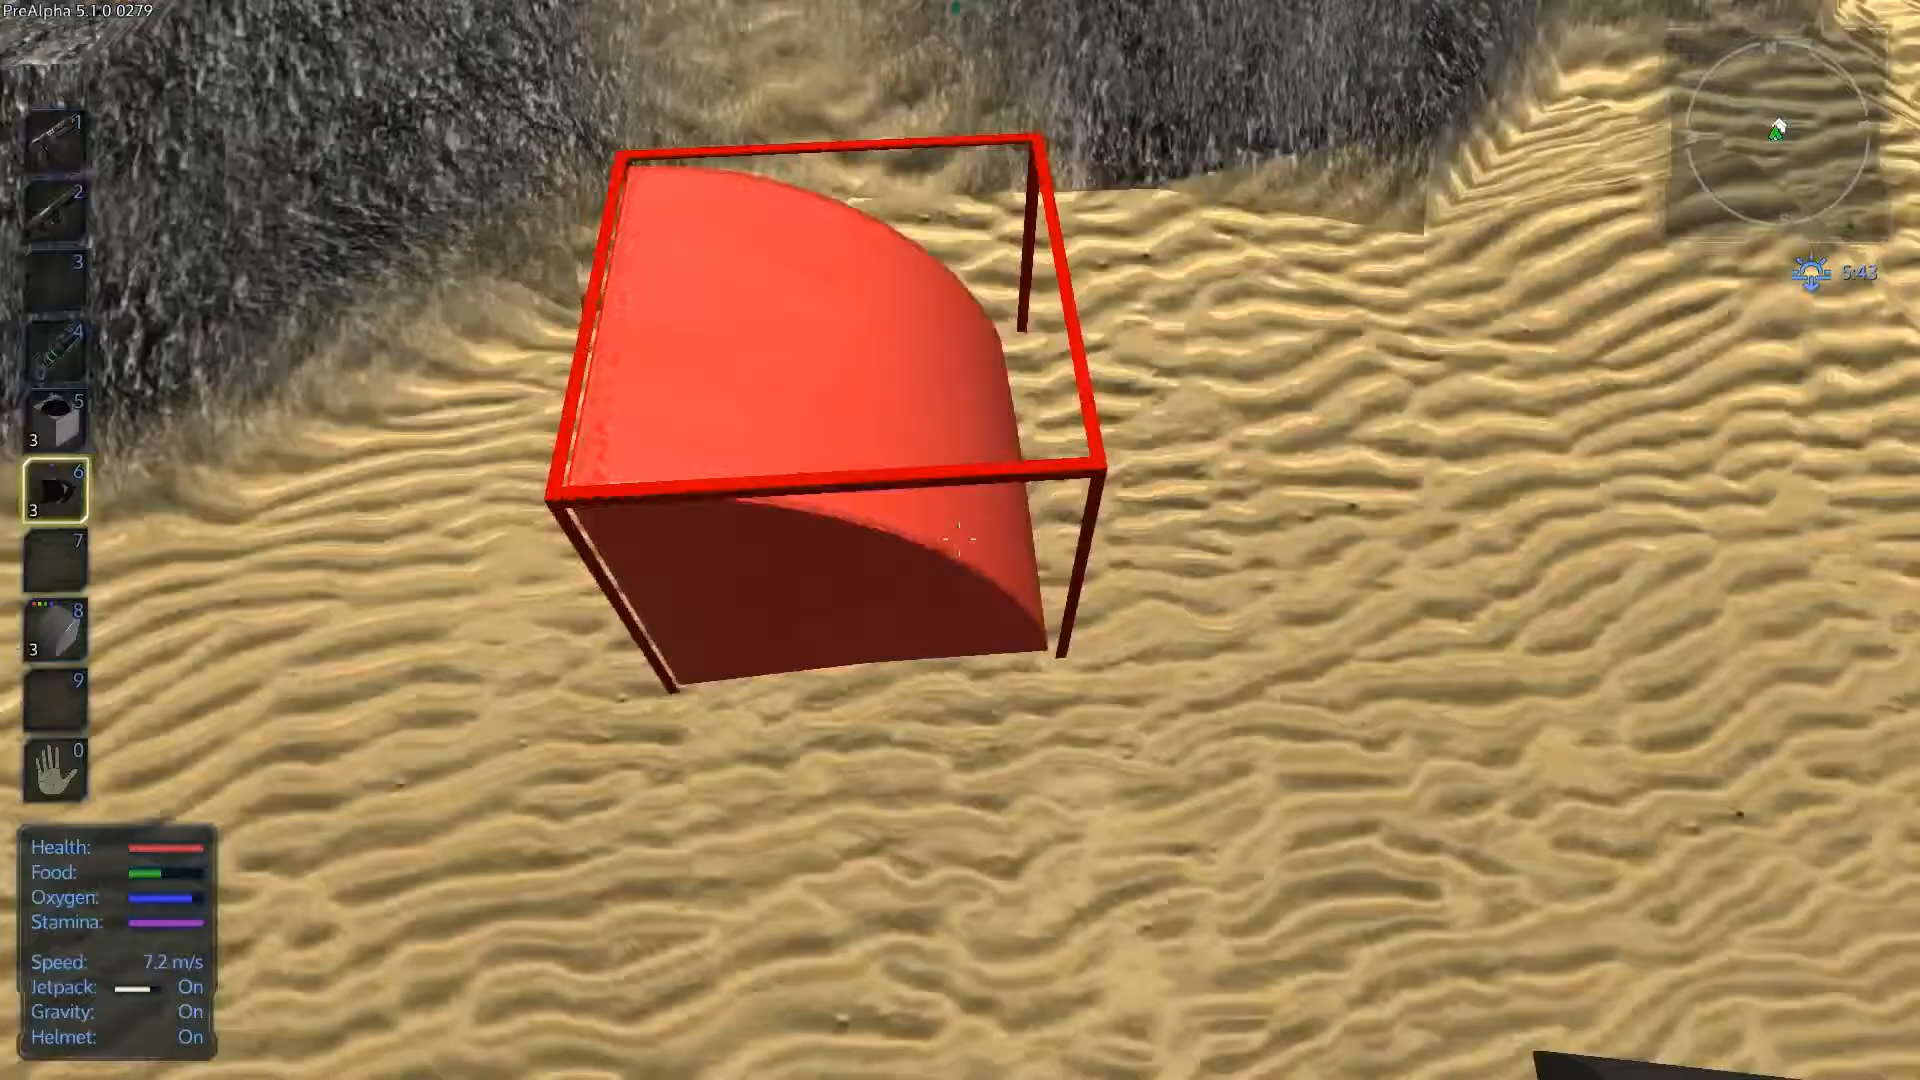 PreAlpha 5.1.0 0279
1
2
3
4
5
3
6
3
7
8
3
9
0
5:43
Health:
Food:
Oxygen:
Stamina:
Speed: 7.2 m/s
Jetpack: On
Gravity: On
Helmet: On